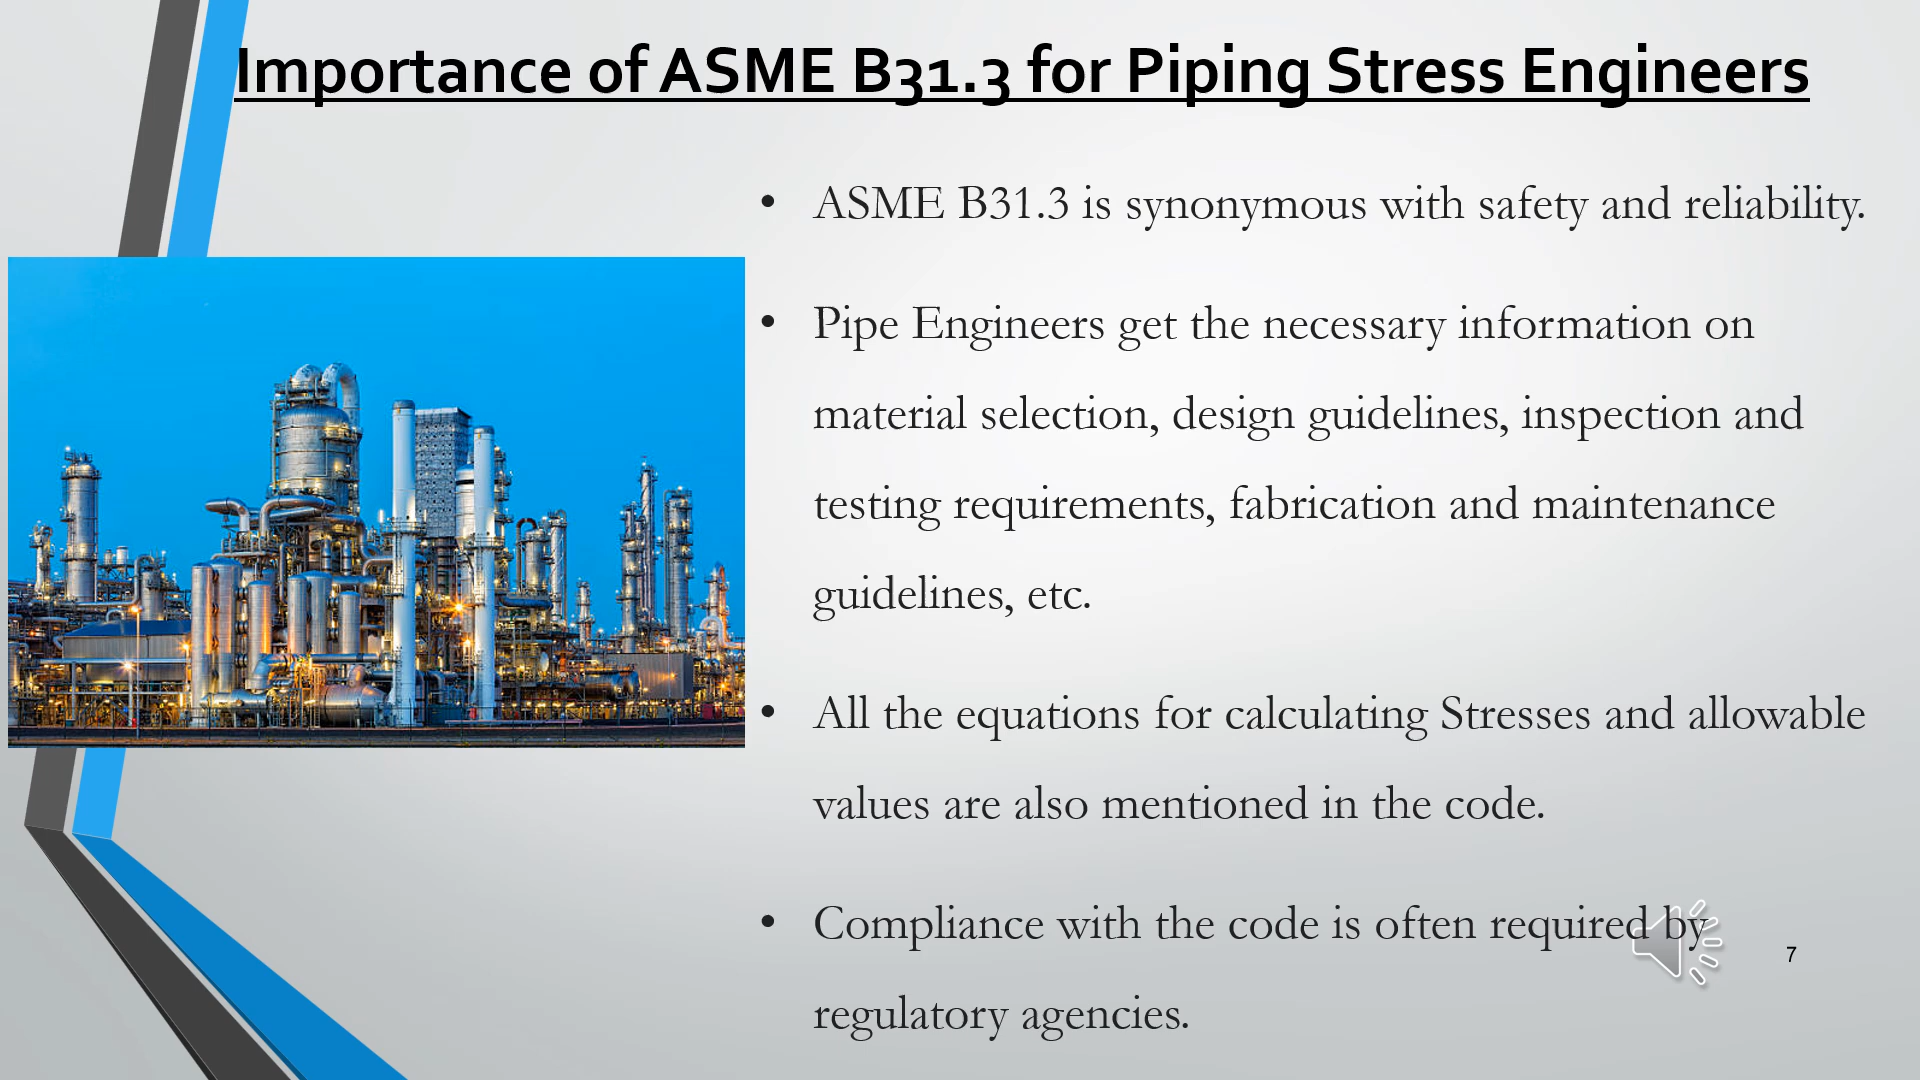 Importance of ASME B31.3 for Piping Stress Engineers
• ASME B31.3 is synonymous with safety and reliability.
• Pipe Engineers get the necessary information on
material selection, design guidelines, inspection and
testing requirements, fabrication and maintenance
guidelines, etc.
• All the equations for calculating Stresses and allowable
values are also mentioned in the code.
• Compliance with the code is often required by
regulatory agencies.
7